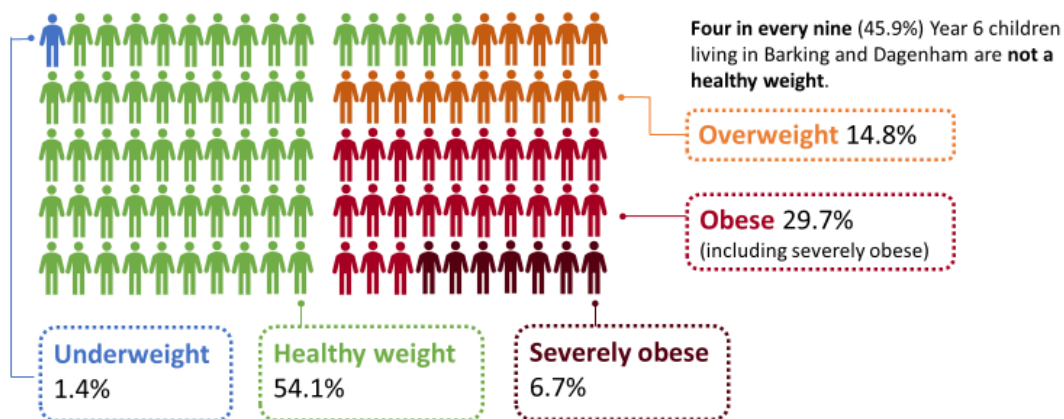 Four in every nine (45.9%) Year 6 children
living in Barking and Dagenham are not a
healthy weight.
Overweight 14.8%
Obese 29.7%
(including severely obese)
Underweight
1.4%
Healthy weight
54.1%
Severely obese
6.7%